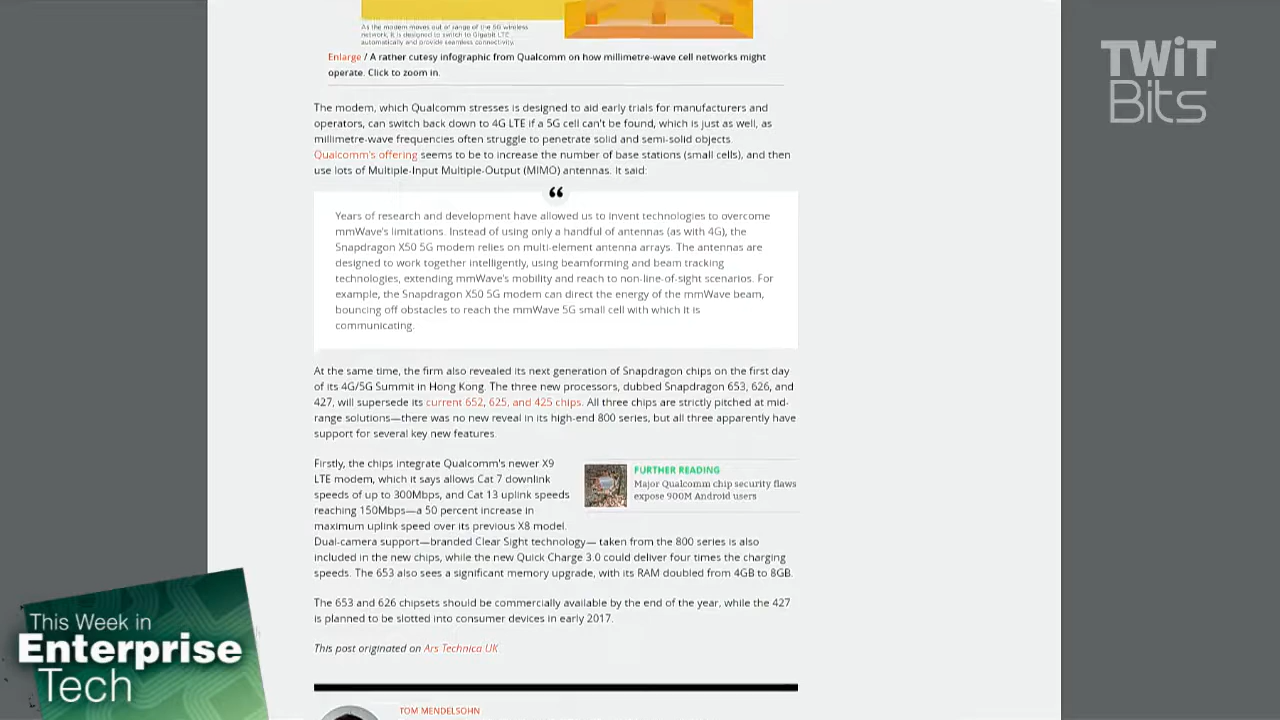 As the modem moves out of range of the 5G wireless
network, it is designed to switch to Gigabit LTE
automatically and provide seamless connectivity.
Enlarge / A rather cutesy infographic from Qualcomm on how millimetre-wave cell networks might
operate. Click to zoom in.
The modem, which Qualcomm stresses is designed to aid early trials for manufacturers and
operators, can switch back down to 4G LTE if a 5G cell can't be found, which is just as well, as
millimetre-wave frequencies often struggle to penetrate solid and semi-solid objects.
Qualcomm's offering seems to be to increase the number of base stations (small cells), and then
use lots of Multiple-Input Multiple-Output (MIMO) antennas. It said:
“
Years of research and development have allowed us to invent technologies to overcome
mmWave's limitations. Instead of using only a handful of antennas (as with 4G), the
Snapdragon X50 5G modem relies on multi-element antenna arrays. The antennas are
designed to work together intelligently, using beamforming and beam tracking
technologies, extending mmWave's mobility and reach to non-line-of-sight scenarios. For
example, the Snapdragon X50 5G modem can direct the energy of the mmWave beam,
bouncing off obstacles to reach the mmWave 5G small cell with which it is
communicating.
At the same time, the firm also revealed its next generation of Snapdragon chips on the first day
of its 4G/5G Summit in Hong Kong. The three new processors, dubbed Snapdragon 653, 626, and
427, will supersede its current 652, 625, and 425 chips. All three chips are strictly pitched at mid-
range solutions—there was no new reveal in its high-end 800 series, but all three apparently have
support for several key new features.
Firstly, the chips integrate Qualcomm's newer X9
LTE modem, which it says allows Cat 7 downlink
speeds of up to 300Mbps, and Cat 13 uplink speeds
reaching 150Mbps—a 50 percent increase in
maximum uplink speed over its previous X8 model.
Dual-camera support—branded Clear Sight technology— taken from the 800 series is also
included in the new chips, while the new Quick Charge 3.0 could deliver four times the charging
speeds. The 653 also sees a significant memory upgrade, with its RAM doubled from 4GB to 8GB.
FURTHER READING
Major Qualcomm chip security flaws
expose 900M Android users
The 653 and 626 chipsets should be commercially available by the end of the year, while the 427
is planned to be slotted into consumer devices in early 2017.
This post originated on Ars Technica UK
TOM MENDELSOHN
TWiT
Bits
This Week in
Enterprise
Tech